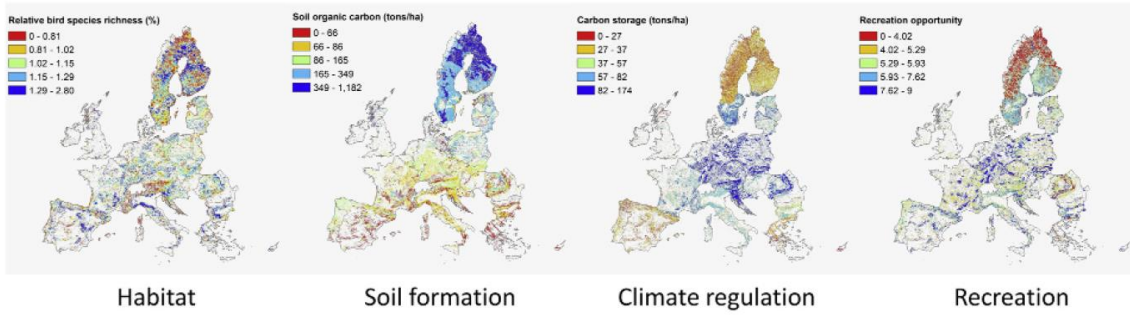 Relative bird species richness (%)
0 - 0.81
0.81 - 1.02
1.02 - 1.15
1.15 - 1.29
1.29 - 2.80
Soil organic carbon (tons/ha)
0 - 66
66 - 86
86 - 165
165 - 349
349 - 1,182
Carbon storage (tons/ha)
0 - 27
27 - 37
37 - 57
57 - 82
82 - 174
Recreation opportunity
0 - 4.02
4.02 - 5.29
5.29 - 5.93
5.93 - 7.62
7.62 - 9
Habitat
Soil formation
Climate regulation
Recreation